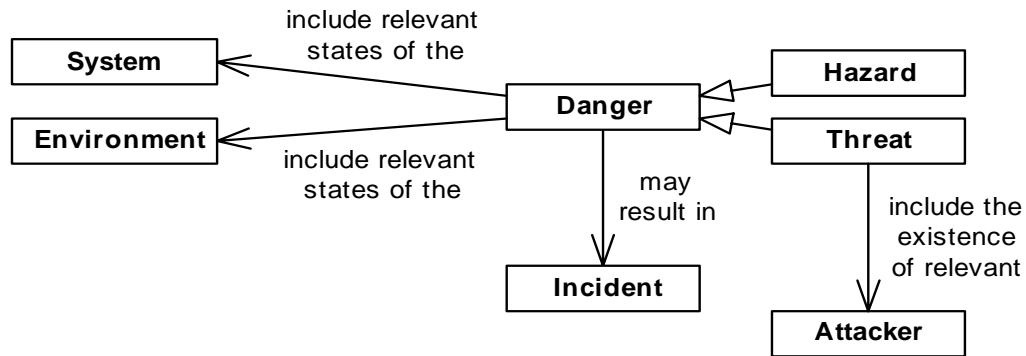 include relevant
states of the
System
Hazard
Danger
Environment
Threat
include relevant
states of the
may
result in
include the
existence
of relevant
Incident
Attacker